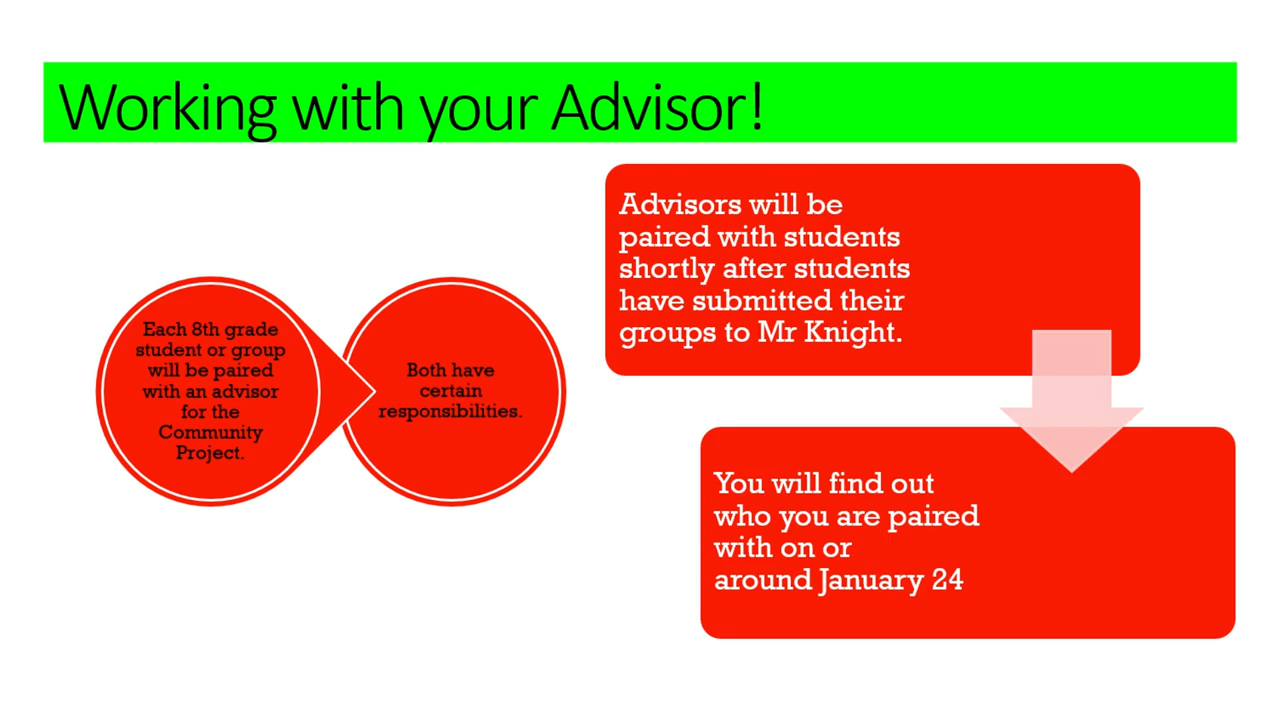 Working with your Advisor!
Each 8th grade
student or group
will be paired
with an advisor
for the
Community
Project.
Both have
certain
responsibilities.
Advisors will be
paired with students
shortly after students
have submitted their
groups to Mr Knight.
You will find out
who you are paired
with on or
around January 24